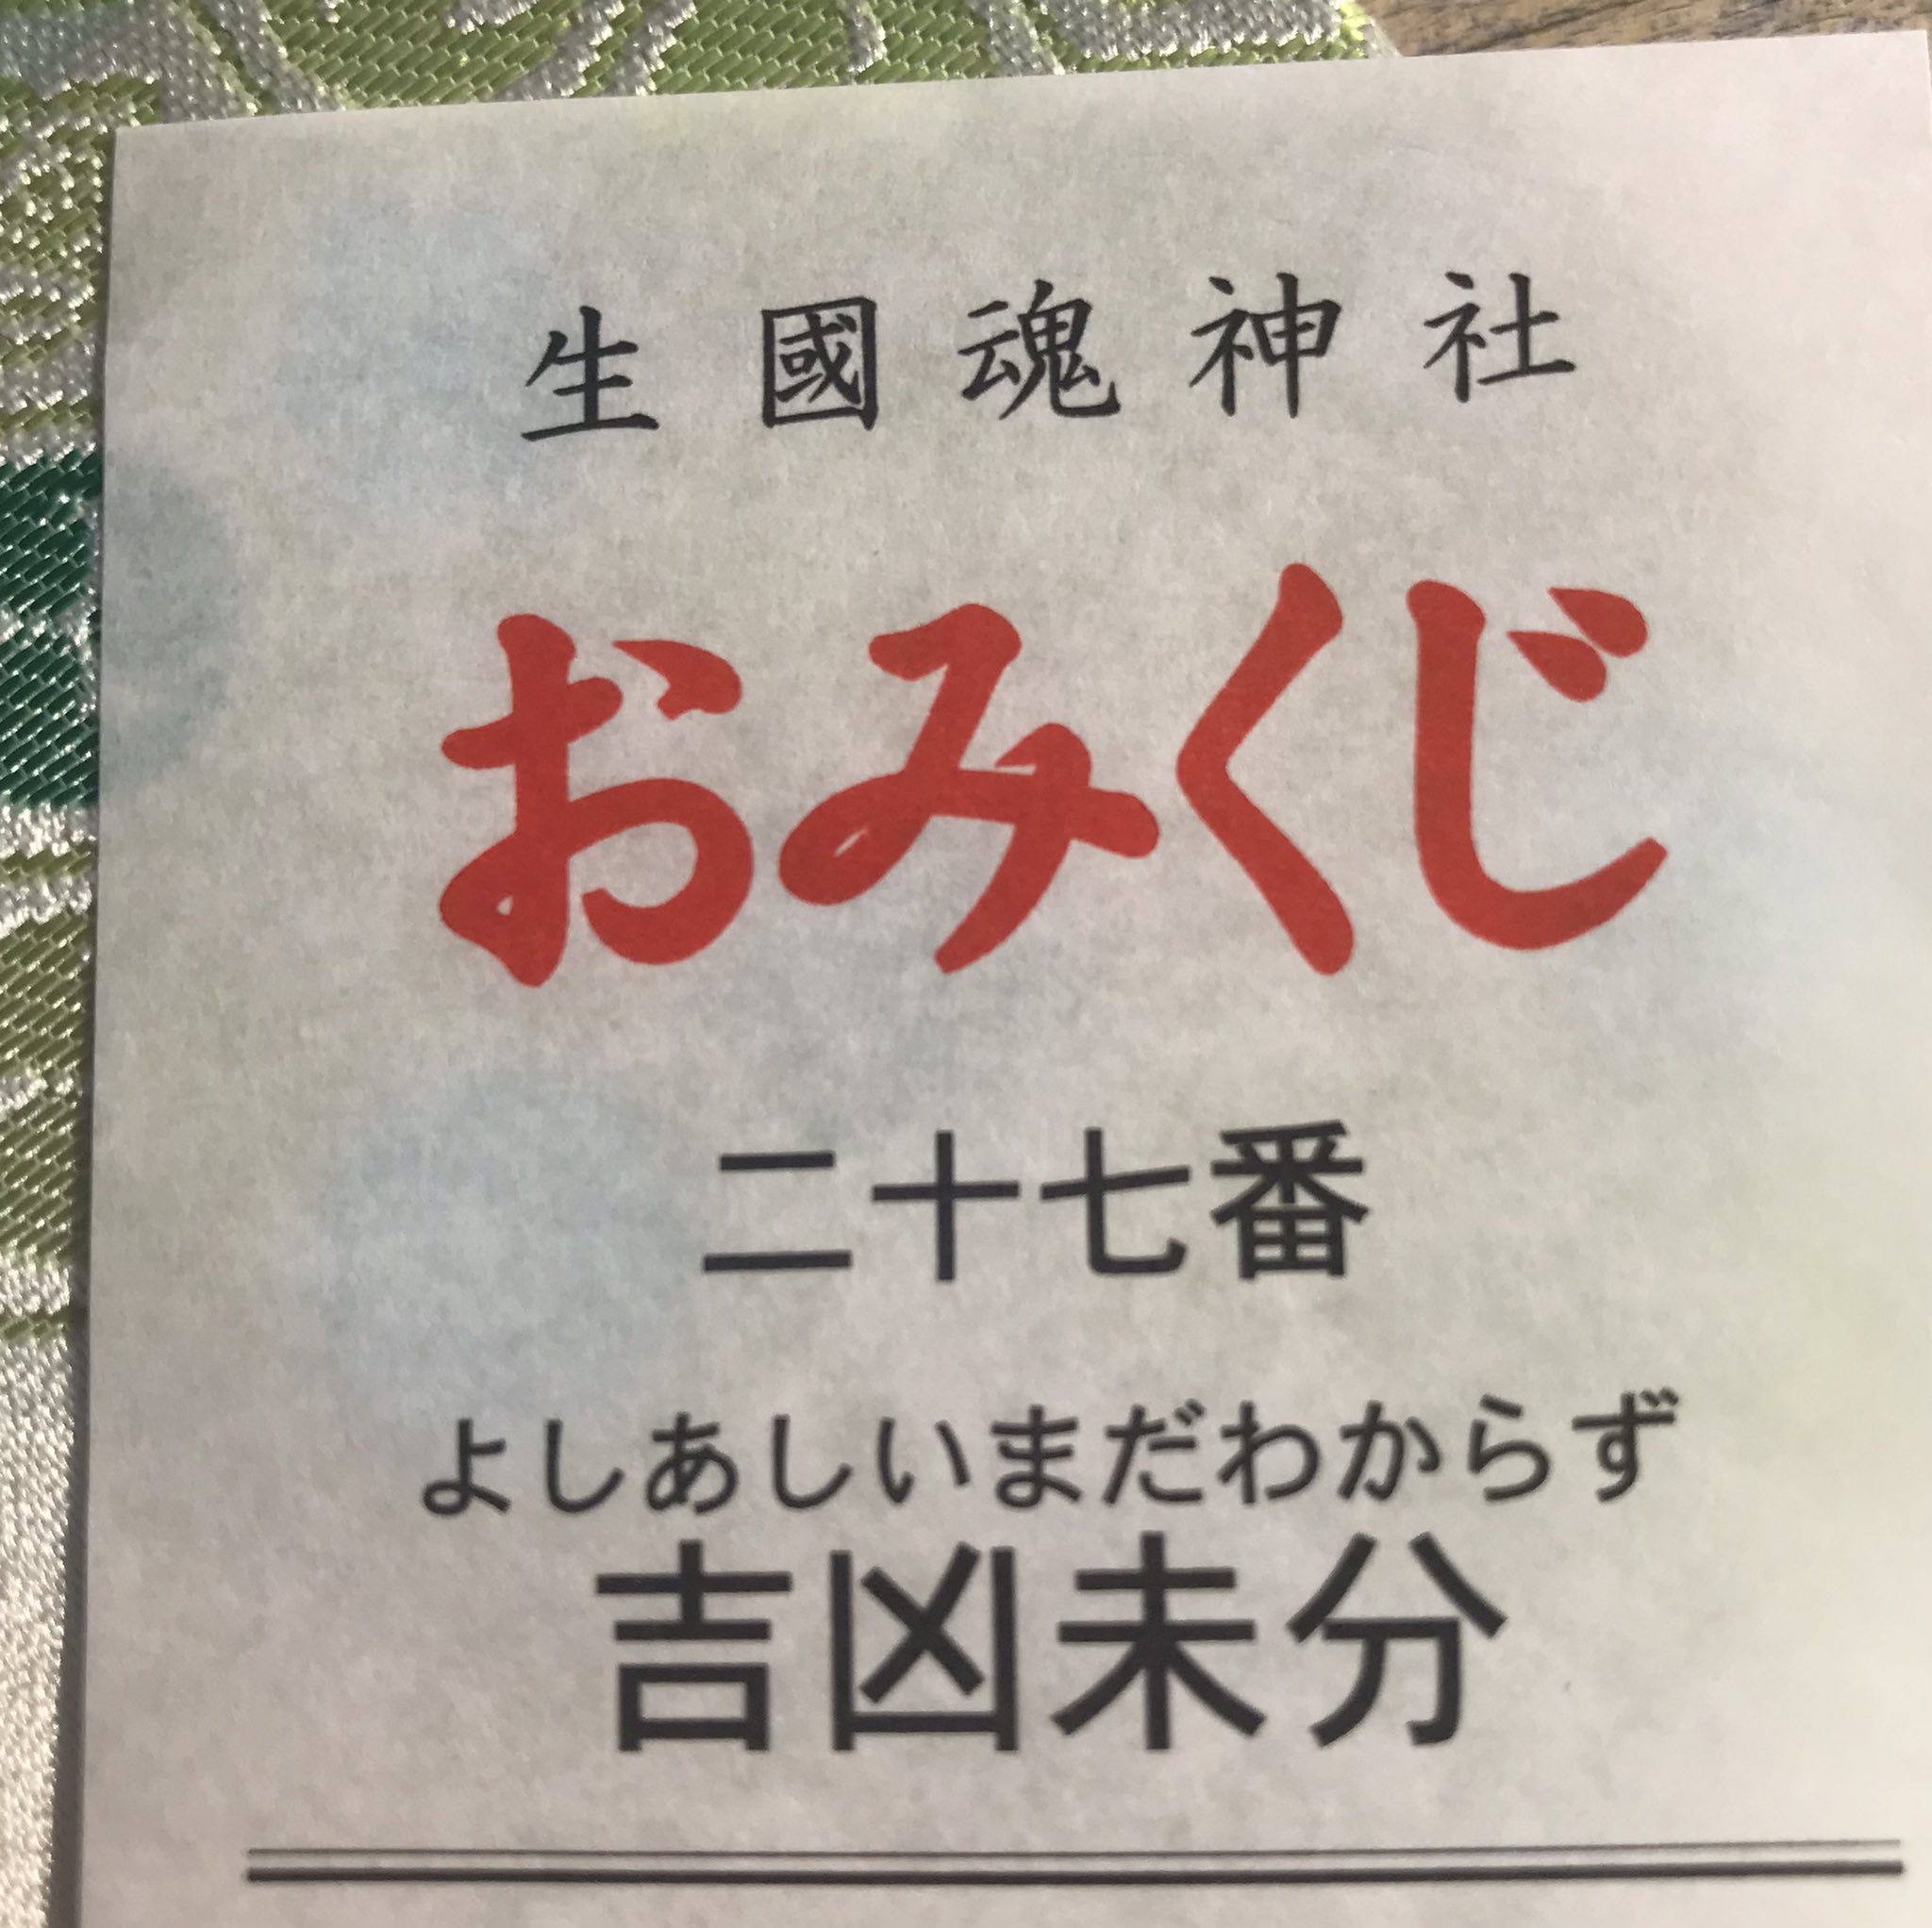 生國魂神社
おみくじ
二十七番
よしあしいまだわからず
吉凶未分